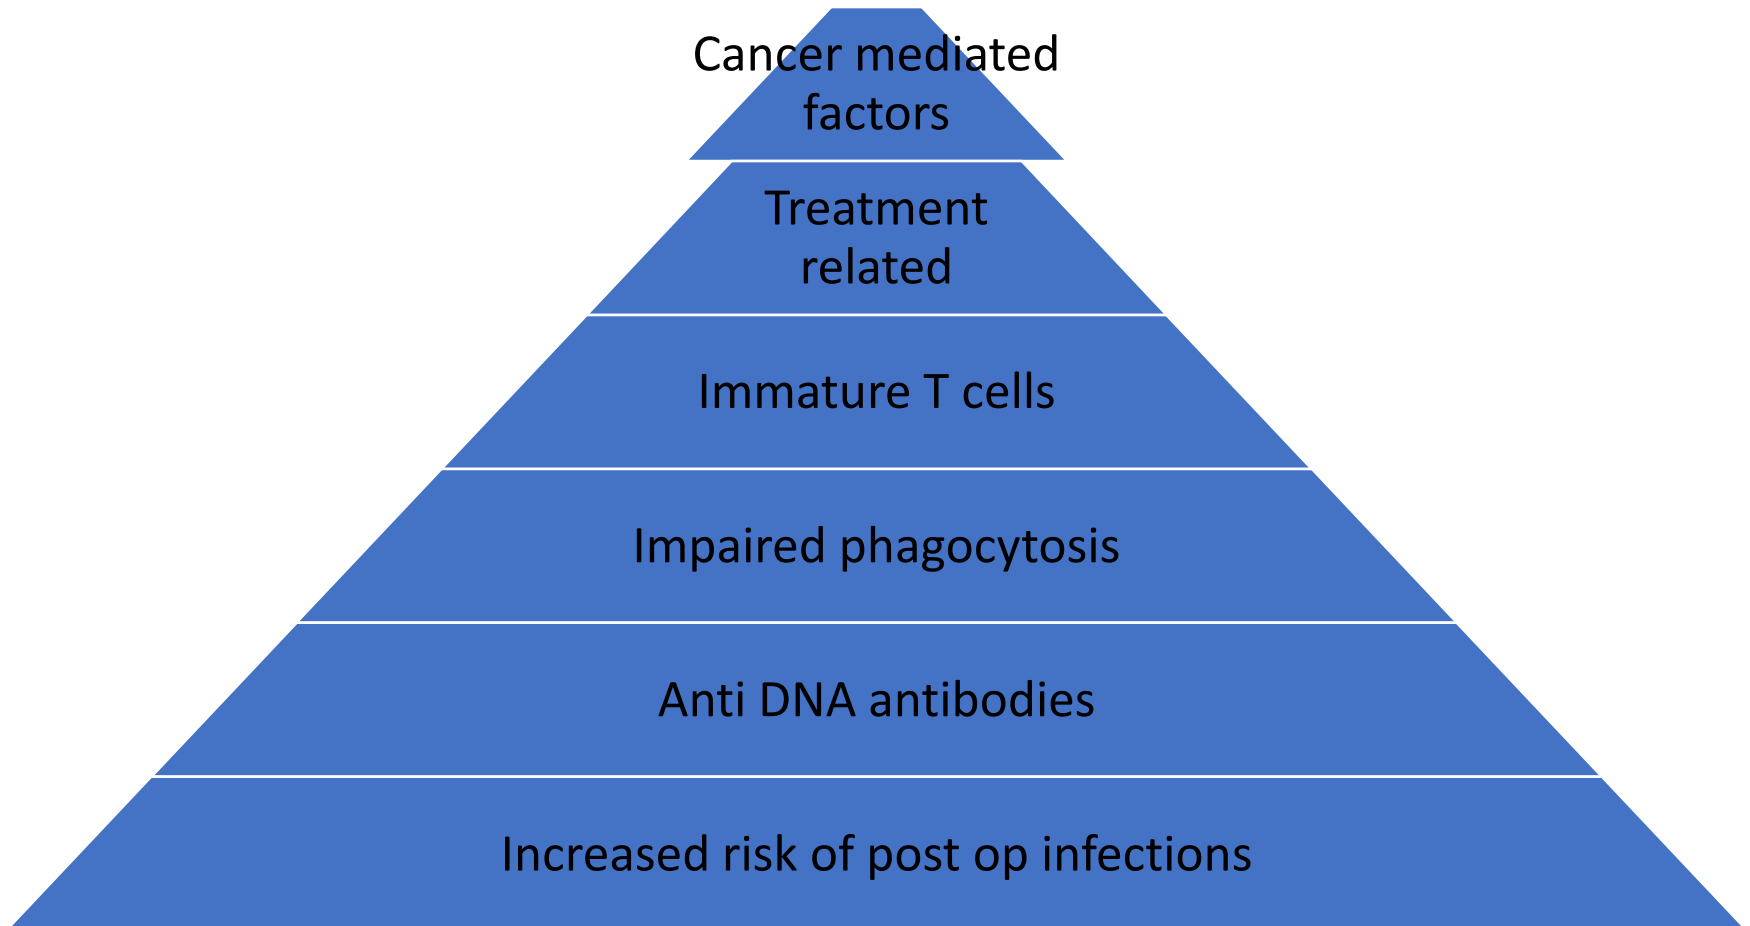 Cancer mediated
factors
Treatment
related
Immature T cells
Impaired phagocytosis
Anti DNA antibodies
Increased risk of post op infections